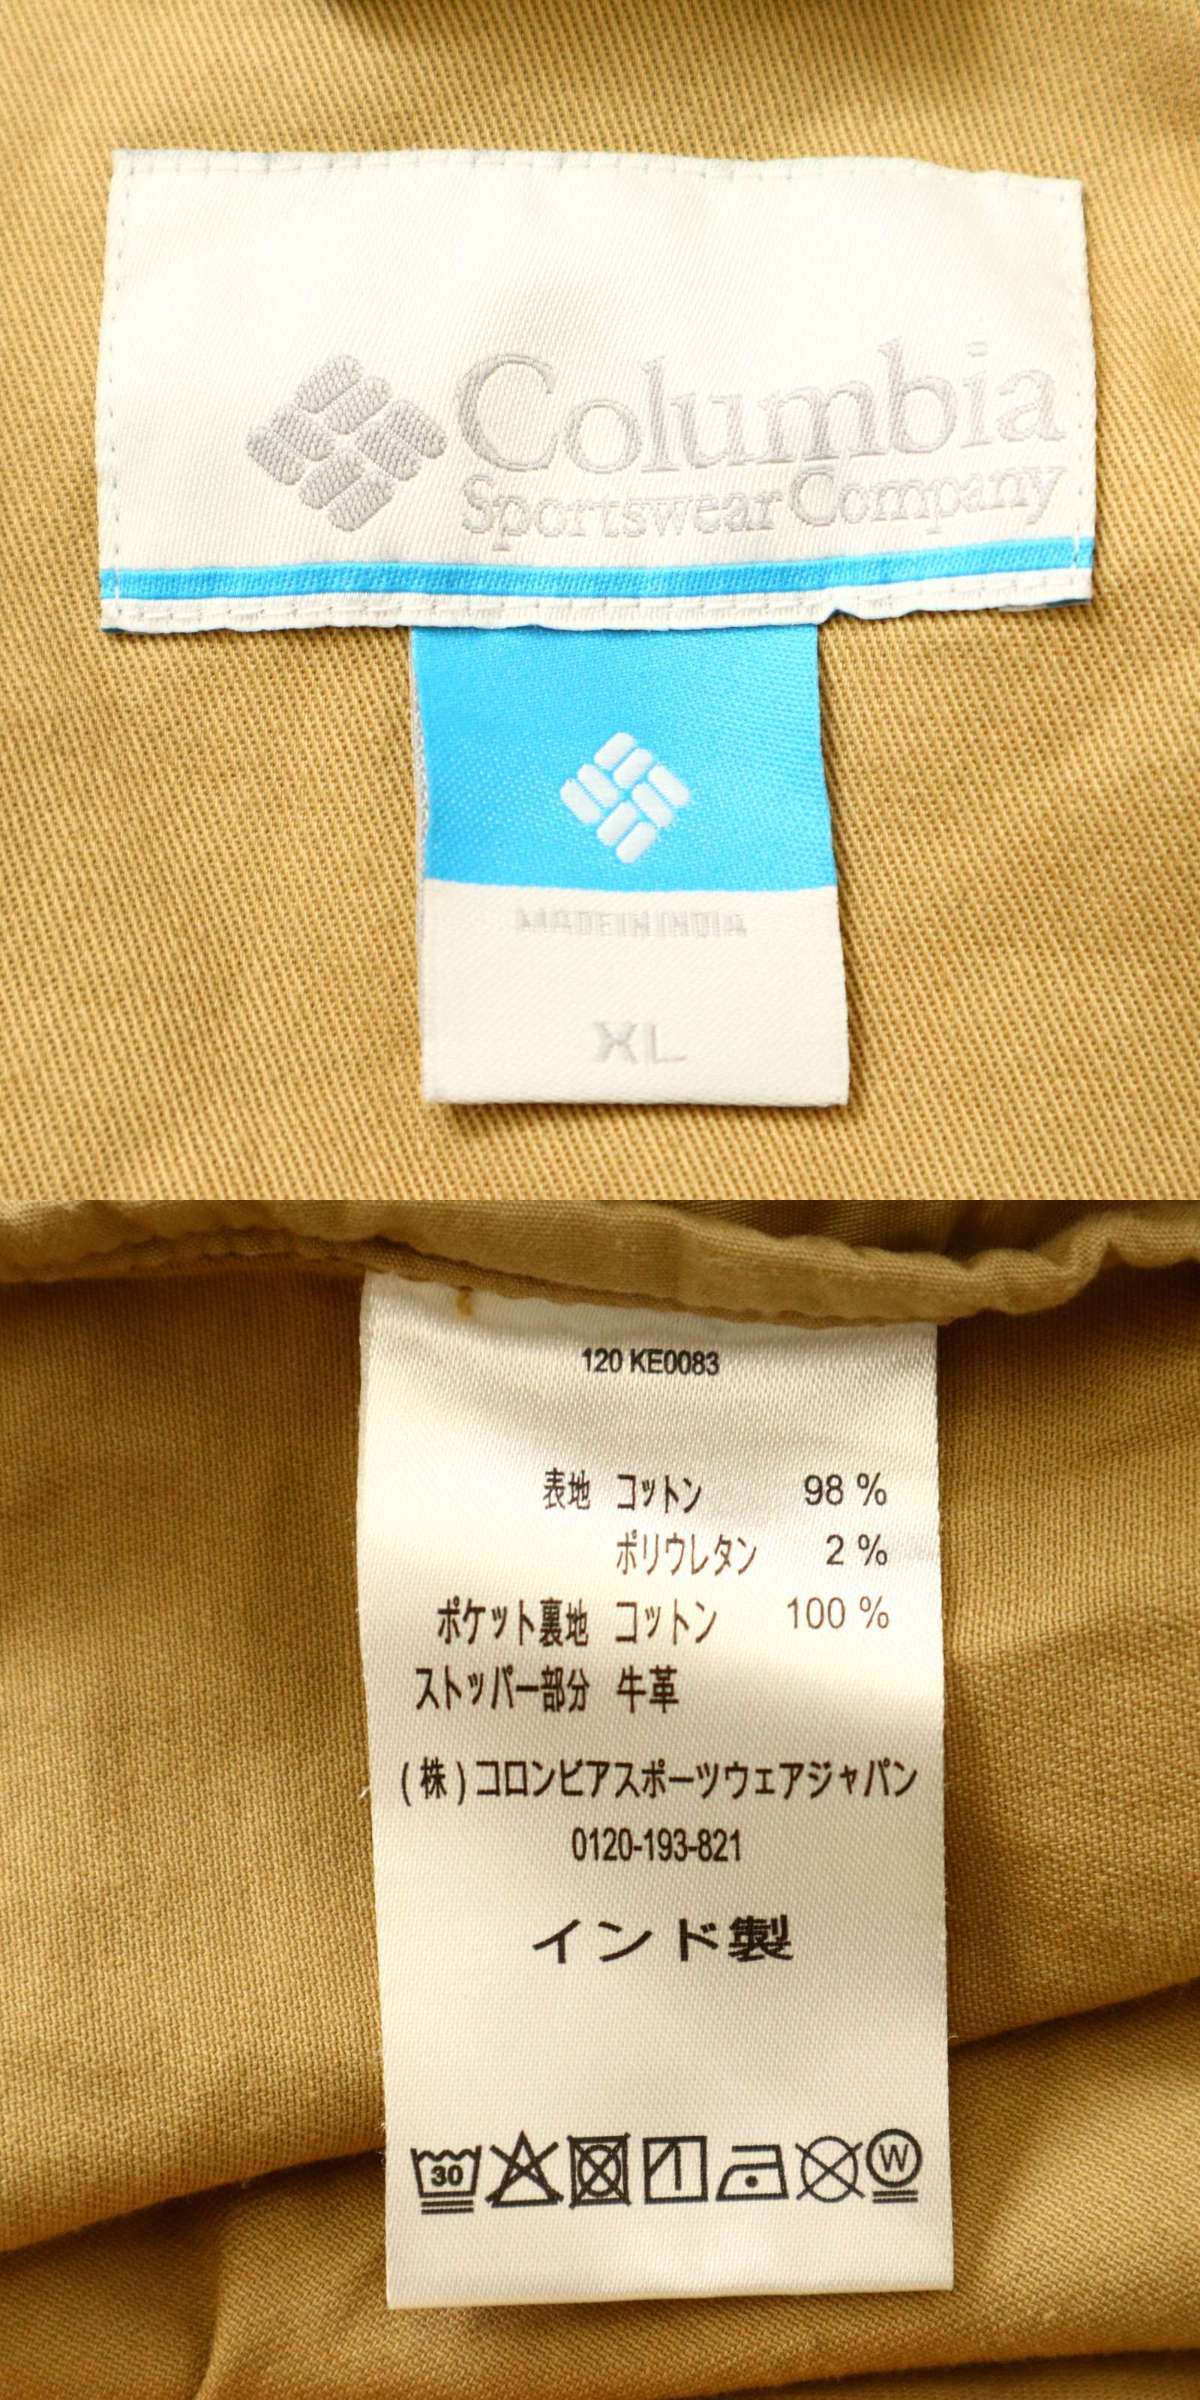 Columbia
Sportswear Company
MADE IN INDIA
XL
120 KE0083
表地 コットン 98 %
ポリウレタン 2 %
ポケット裏地 コットン 100 %
ストッパー部分 牛革
(株)コロンビアスポーツウェアジャパン
0120-193-821
インド製
30
W